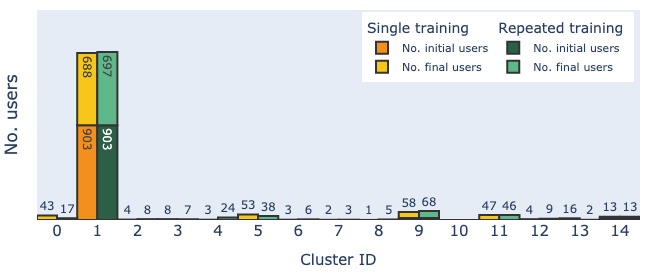 Single training Repeated training
No. initial users No. initial users
No. final users No. final users
No. users
688 697
903 903
43 17 4 8 8 7 3 24 53 38 3 6 2 3 1 5 58 68 47 46 4 9 16 2 13 13
0 1 2 3 4 5 6 7 8 9 10 11 12 13 14
Cluster ID